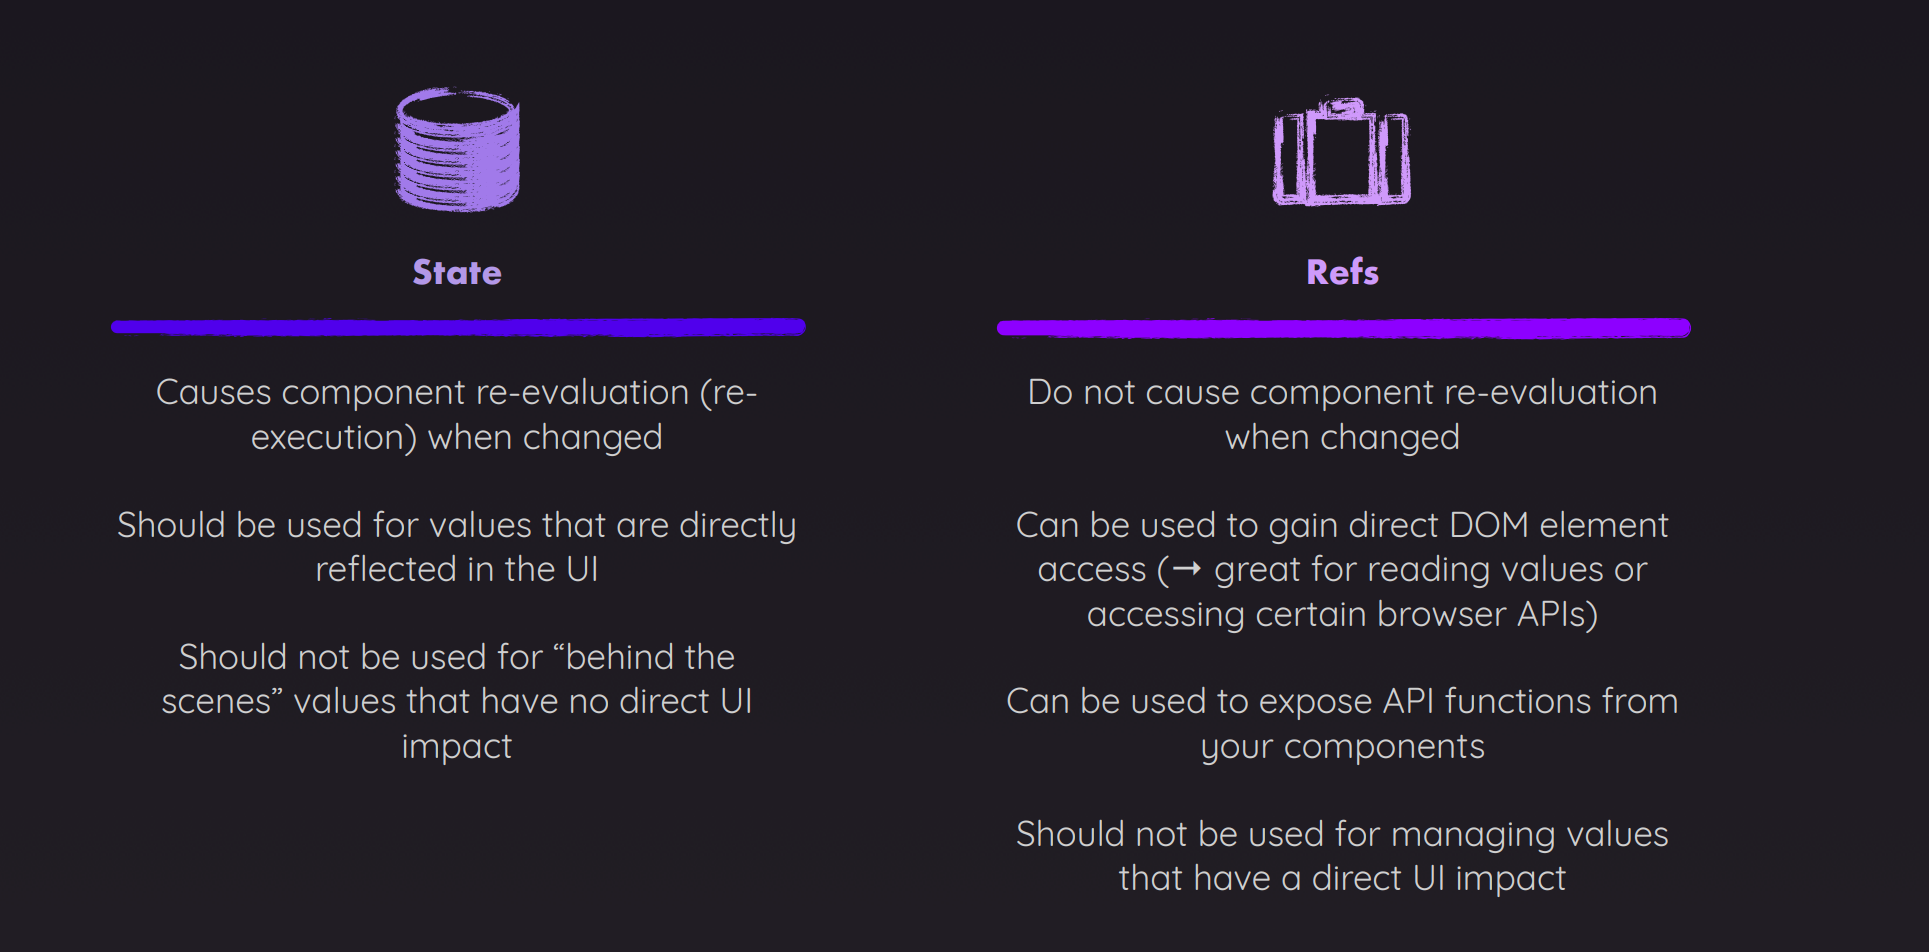 State
Causes component re-evaluation (re-
execution) when changed
Should be used for values that are directly
reflected in the UI
Should not be used for “behind the
scenes” values that have no direct UI
impact
Refs
Do not cause component re-evaluation
when changed
Can be used to gain direct DOM element
access (→ great for reading values or
accessing certain browser APIs)
Can be used to expose API functions from
your components
Should not be used for managing values
that have a direct UI impact